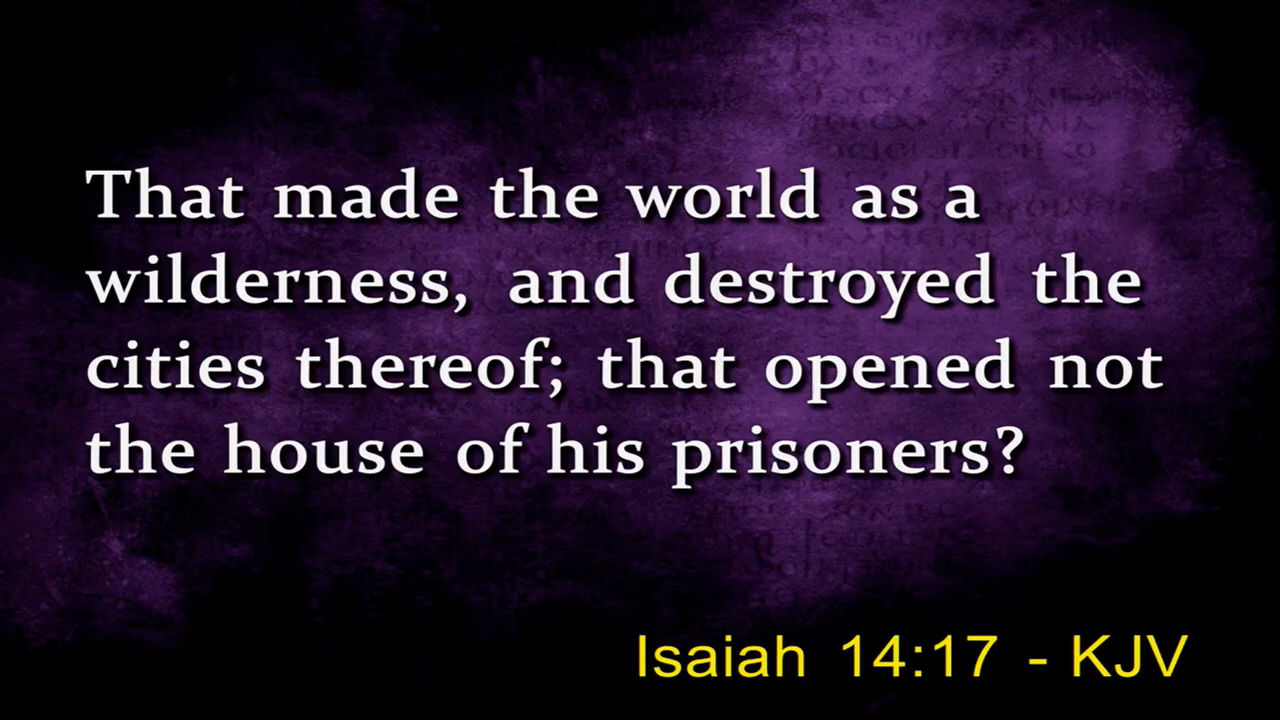 That made the world as a
wilderness, and destroyed the
cities thereof; that opened not
the house of his prisoners?
Isaiah 14:17 - KJV